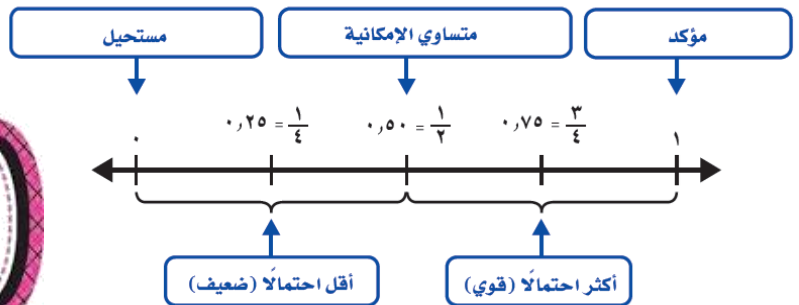 مؤكد
متساوي الإمكانية
مستحيل
١
٣/٤ = ٠,٧٥
١/٢ = ٠,٥٠
١/٤ = ٠,٢٥
٠
أكثر احتمالًا (قوي)
أقل احتمالًا (ضعيف)